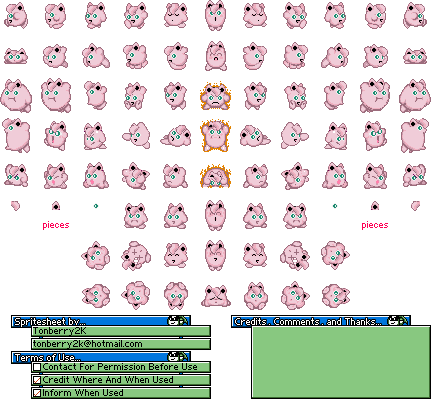 pieces
pieces
Spritesheet by...
Tonberry2K
tonberry2k@hotmail.com
Terms of Use...
Contact For Permission Before Use
Credit Where And When Used
Inform When Used
Credits, Comments, and Thanks...